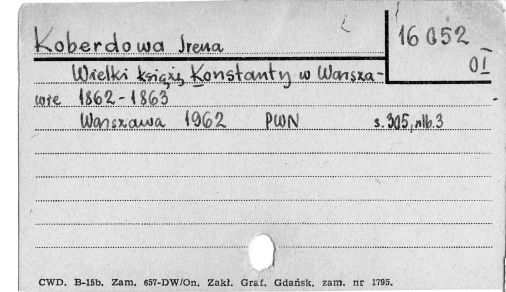 Koberdowa Irena
16052
OI
Wielki książę Konstanty w Warsza-
wie 1862-1863
Warszawa 1962 PWN s. 305, nlb. 3
CWD. B-15b. Zam. 657-DW/On. Zakł. Graf. Gdańsk, zam. nr 1795.